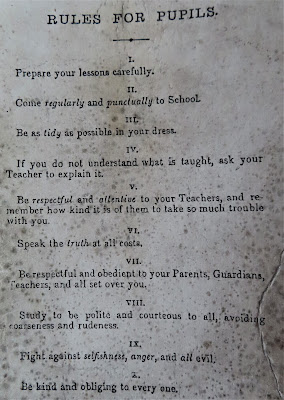 RULES FOR PUPILS.
I.
Prepare your lessons carefully.
II.
Come regularly and punctually to School.
III.
Be as tidy as possible in your dress.
IV.
If you do not understand what is taught, ask your
Teacher to explain it.
V.
Be respectful and attentive to your Teachers, and re-
member how kind it is of them to take so much trouble
with you.
VI.
Speak the truth at all costs.
VII.
Be respectful and obedient to your Parents, Guardians,
Teachers, and all set over you.
VIII.
Study to be polite and courteous to all, avoiding
coarseness and rudeness.
IX.
Fight against selfishness, anger, and all evil.
X.
Be kind and obliging to every one.